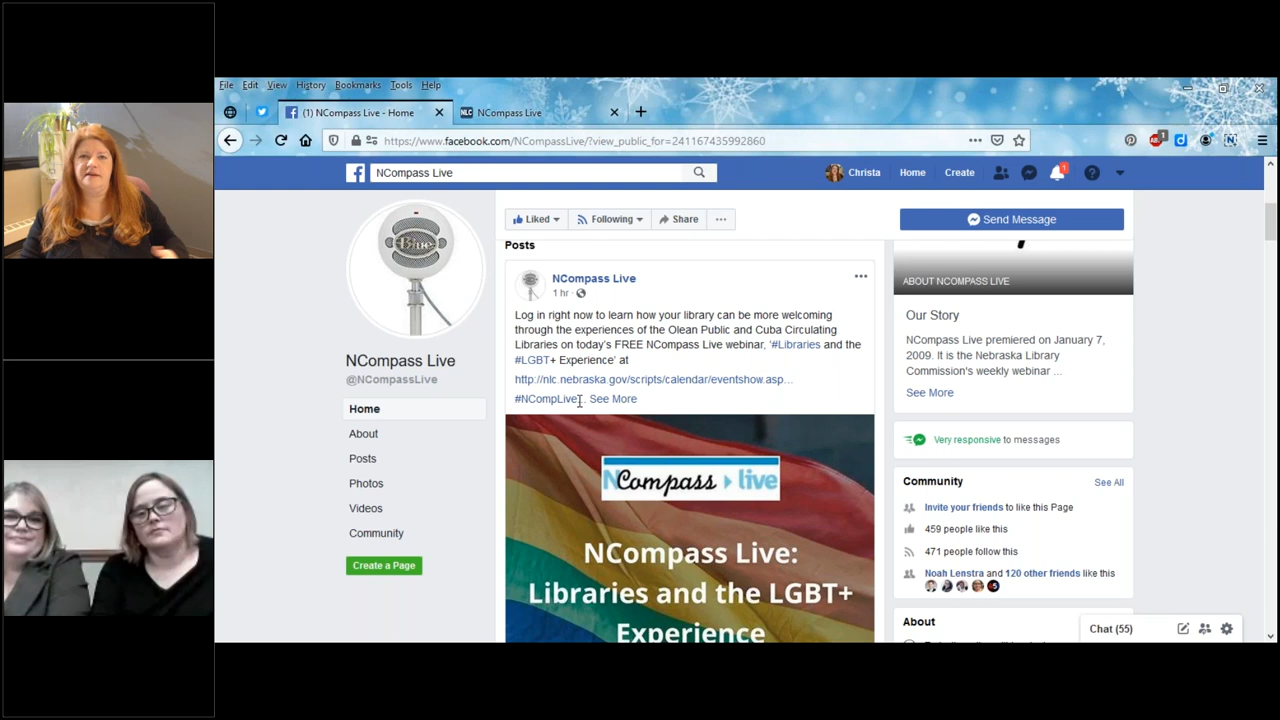 File Edit View History Bookmarks Tools Help
(1) NCompass Live - Home
NLC NCompass Live
https://www.facebook.com/NCompassLive/?view_public_for=241167435992860
NCompass Live
Christa Home Create
Liked Following Share
Send Message
Blue
NCompass Live
@NCompassLive
Home
About
Posts
Photos
Videos
Community
Create a Page
Posts
NCompass Live
1 hr
Log in right now to learn how your library can be more welcoming
through the experiences of the Olean Public and Cuba Circulating
Libraries on today's FREE NCompass Live webinar, '#Libraries and the
#LGBT+ Experience' at
http://nlc.nebraska.gov/scripts/calendar/eventshow.asp...
#NCompLive... See More
NCompass live
NCompass Live:
Libraries and the LGBT+
Experience
ABOUT NCOMPASS LIVE
Our Story
NCompass Live premiered on January 7,
2009. It is the Nebraska Library
Commission's weekly webinar ...
See More
Very responsive to messages
Community See All
Invite your friends to like this Page
459 people like this
471 people follow this
Noah Lenstra and 120 other friends like
this
About
Chat (55)